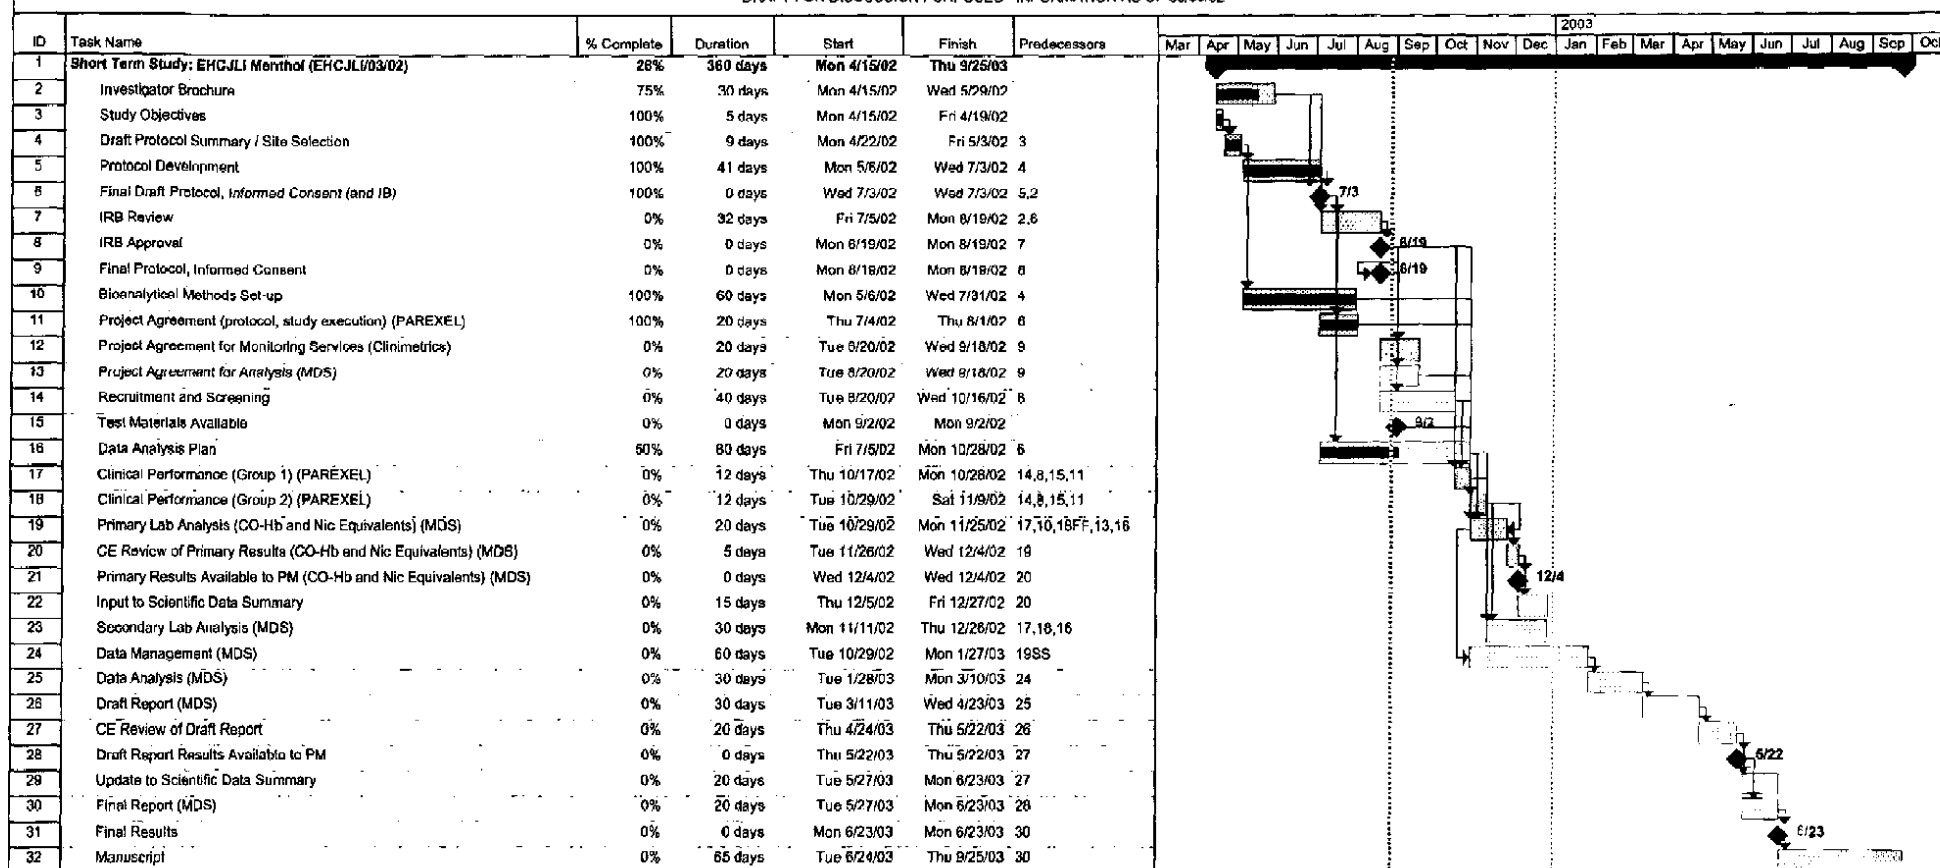 2003
ID Task Name % Complete Duration Start Finish Predecessors Mar Apr May Jun Jul Aug Sep Oct Nov Dec Jan Feb Mar Apr May Jun Jul Aug Sep Oct
1 Short Term Study: EHCJLI Menthol (EHCJLI/03/02) 28% 360 days Mon 4/15/02 Thu 9/25/03
2 Investigator Brochure 75% 30 days Mon 4/15/02 Wed 5/29/02
3 Study Objectives 100% 5 days Mon 4/15/02 Fri 4/19/02
4 Draft Protocol Summary / Site Selection 100% 9 days Mon 4/22/02 Fri 5/3/02 3
5 Protocol Development 100% 41 days Mon 5/6/02 Wed 7/3/02 4
6 Final Draft Protocol, Informed Consent (and IB) 100% 0 days Wed 7/3/02 Wed 7/3/02 5,2 7/3
7 IRB Review 0% 32 days Fri 7/5/02 Mon 8/19/02 2,6
8 IRB Approval 0% 0 days Mon 8/19/02 Mon 8/19/02 7 8/19
9 Final Protocol, Informed Consent 0% 0 days Mon 8/19/02 Mon 8/19/02 8 8/19
10 Bioanalytical Methods Set-up 100% 60 days Mon 5/6/02 Wed 7/31/02 4
11 Project Agreement (protocol, study execution) (PAREXEL) 100% 20 days Thu 7/4/02 Thu 8/1/02 6
12 Project Agreement for Monitoring Services (Clinimetrics) 0% 20 days Tue 8/20/02 Wed 9/18/02 9
13 Project Agreement for Analysis (MDS) 0% 20 days Tue 8/20/02 Wed 9/18/02 9
14 Recruitment and Screening 0% 40 days Tue 8/20/02 Wed 10/16/02 8
15 Test Materials Available 0% 0 days Mon 9/2/02 Mon 9/2/02 9/2
16 Data Analysis Plan 60% 80 days Fri 7/5/02 Mon 10/28/02 6
17 Clinical Performance (Group 1) (PAREXEL) 0% 12 days Thu 10/17/02 Mon 10/28/02 14,8,15,11
18 Clinical Performance (Group 2) (PAREXEL) 0% 12 days Tue 10/29/02 Sat 11/9/02 14,8,15,11
19 Primary Lab Analysis (CO-Hb and Nic Equivalents) (MDS) 0% 20 days Tue 10/29/02 Mon 11/25/02 17,10,18FF,13,16
20 CE Review of Primary Results (CO-Hb and Nic Equivalents) (MDS) 0% 5 days Tue 11/26/02 Wed 12/4/02 19
21 Primary Results Available to PM (CO-Hb and Nic Equivalents) (MDS) 0% 0 days Wed 12/4/02 Wed 12/4/02 20 12/4
22 Input to Scientific Data Summary 0% 15 days Thu 12/5/02 Fri 12/27/02 20
23 Secondary Lab Analysis (MDS) 0% 30 days Mon 11/11/02 Thu 12/26/02 17,18,16
24 Data Management (MDS) 0% 60 days Tue 10/29/02 Mon 1/27/03 19SS
25 Data Analysis (MDS) 0% 30 days Tue 1/28/03 Mon 3/10/03 24
26 Draft Report (MDS) 0% 30 days Tue 3/11/03 Wed 4/23/03 25
27 CE Review of Draft Report 0% 20 days Thu 4/24/03 Thu 5/22/03 26
28 Draft Report Results Available to PM 0% 0 days Thu 5/22/03 Thu 5/22/03 27 5/22
29 Update to Scientific Data Summary 0% 20 days Tue 5/27/03 Mon 6/23/03 27
30 Final Report (MDS) 0% 20 days Tue 5/27/03 Mon 6/23/03 28
31 Final Results 0% 0 days Mon 6/23/03 Mon 6/23/03 30 6/23
32 Manuscript 0% 65 days Tue 6/24/03 Thu 9/25/03 30